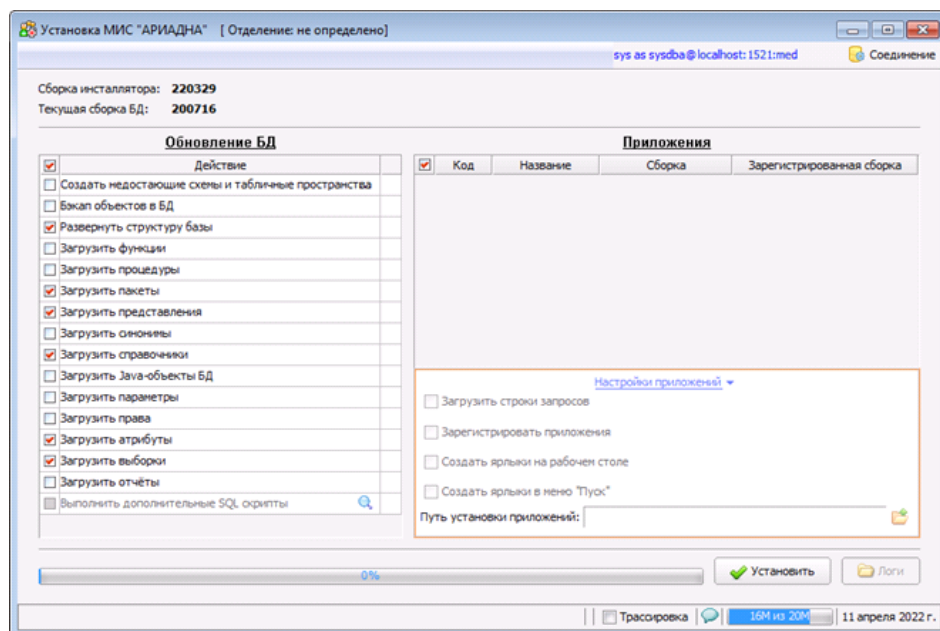 Установка МИС "АРИАДНА" [ Отделение: не определено]
sys as sysdba@localhost:1521:med
Соединение
Сборка инсталлятора: 220329
Текущая сборка БД: 200716
Обновление БД
Действие
Создать недостающие схемы и табличные пространства
Бэкап объектов в БД
Развернуть структуру базы
Загрузить функции
Загрузить процедуры
Загрузить пакеты
Загрузить представления
Загрузить синонимы
Загрузить справочники
Загрузить Java-объекты БД
Загрузить параметры
Загрузить права
Загрузить атрибуты
Загрузить выборки
Загрузить отчёты
Выполнить дополнительные SQL скрипты
Приложения
Код Название Сборка Зарегистрированная сборка
Настройки приложений
Загрузить строки запросов
Зарегистрировать приложения
Создать ярлыки на рабочем столе
Создать ярлыки в меню "Пуск"
Путь установки приложений:
0%
Установить
Логи
Трассировка
16M из 20M
11 апреля 2022 г.